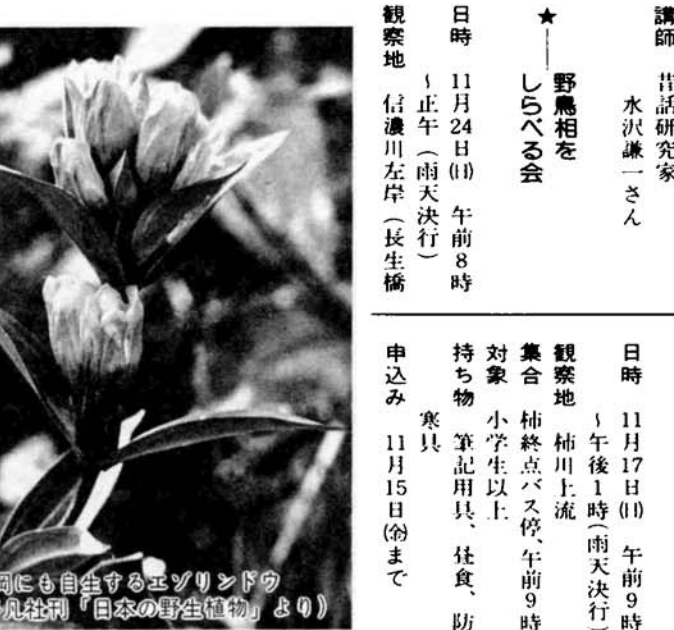 講師　昔話研究家
水沢謙一さん
★――野鳥相を
しらべる会
日時　11月24日(日)　午前8時
〜正午（雨天決行）
観察地　信濃川左岸（長生橋
日時　11月17日(日)　午前9時
〜午後1時（雨天決行）
観察地　柿川上流
集合　柿終点バス停、午前9時
対象　小学生以上
持ち物　筆記用具、昼食、防
寒具
申込み　11月15日(金)まで
岡にも自生するエゾリンドウ
凡社刊「日本の野生植物」より）